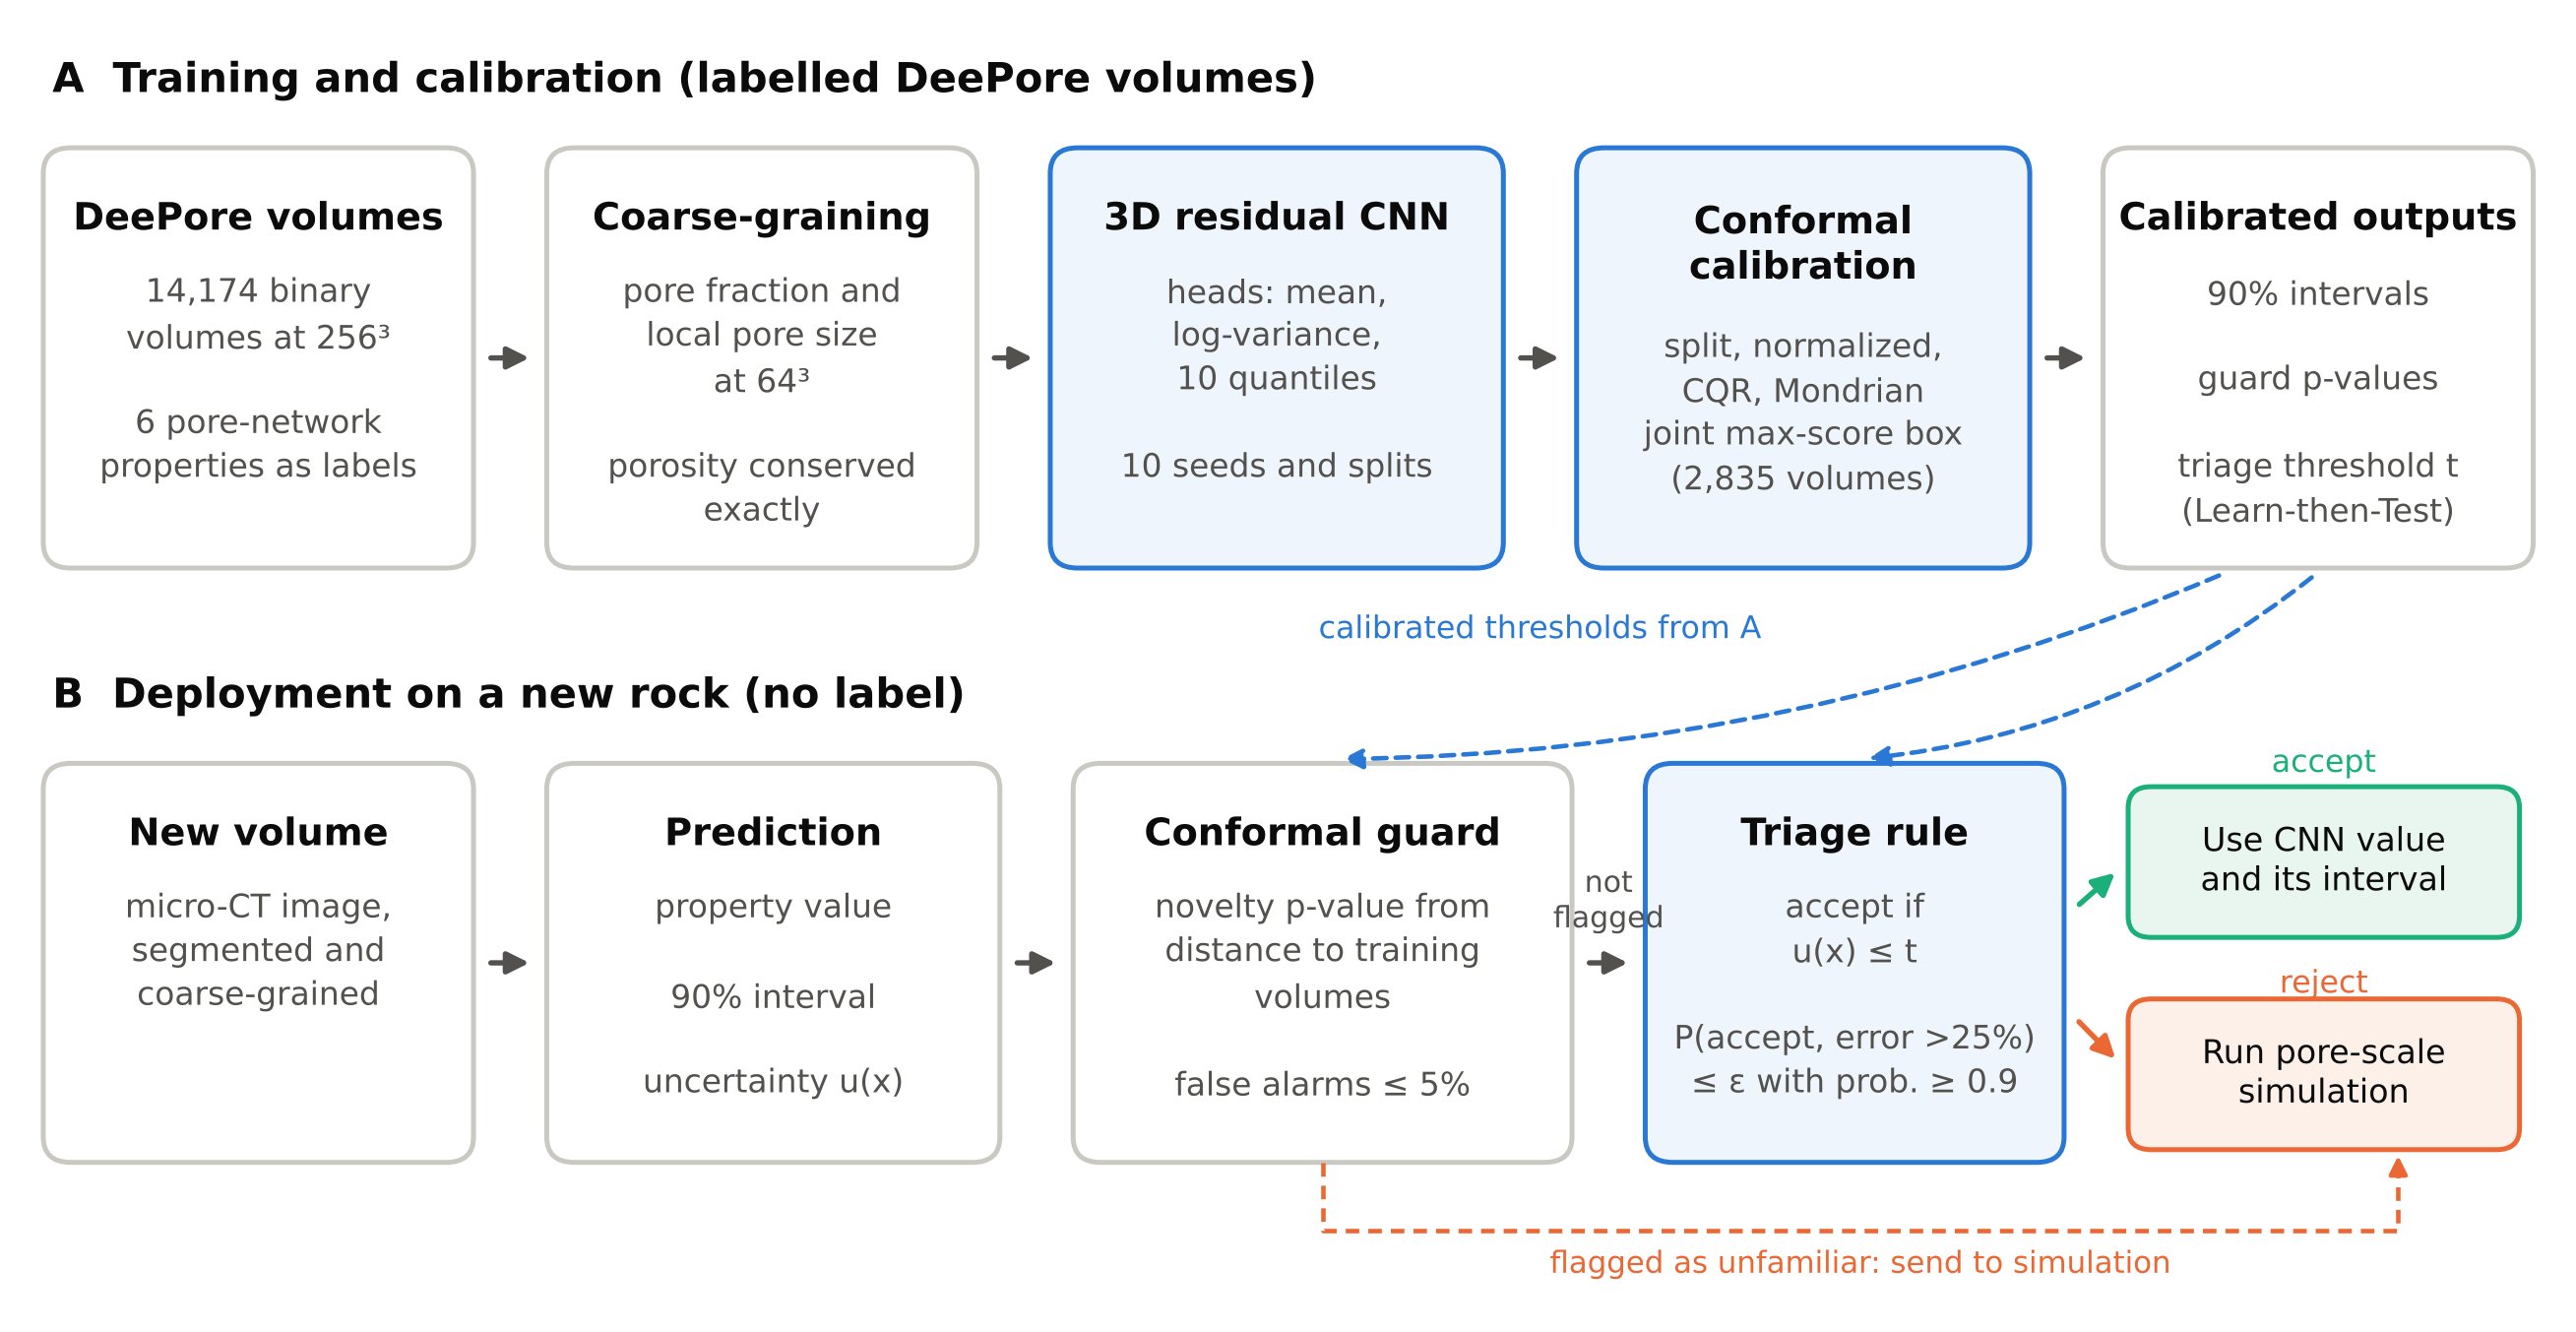 A Training and calibration (labelled DeePore volumes)
DeePore volumes
14,174 binary
volumes at 256³
6 pore-network
properties as labels
Coarse-graining
pore fraction and
local pore size
at 64³
porosity conserved
exactly
3D residual CNN
heads: mean,
log-variance,
10 quantiles
10 seeds and splits
Conformal
calibration
split, normalized,
CQR, Mondrian
joint max-score box
(2,835 volumes)
Calibrated outputs
90% intervals
guard p-values
triage threshold t
(Learn-then-Test)
calibrated thresholds from A
B Deployment on a new rock (no label)
New volume
micro-CT image,
segmented and
coarse-grained
Prediction
property value
90% interval
uncertainty u(x)
Conformal guard
novelty p-value from
distance to training
volumes
false alarms ≤ 5%
not
flagged
Triage rule
accept if
u(x) ≤ t
P(accept, error >25%)
≤ ε with prob. ≥ 0.9
accept
Use CNN value
and its interval
reject
Run pore-scale
simulation
flagged as unfamiliar: send to simulation